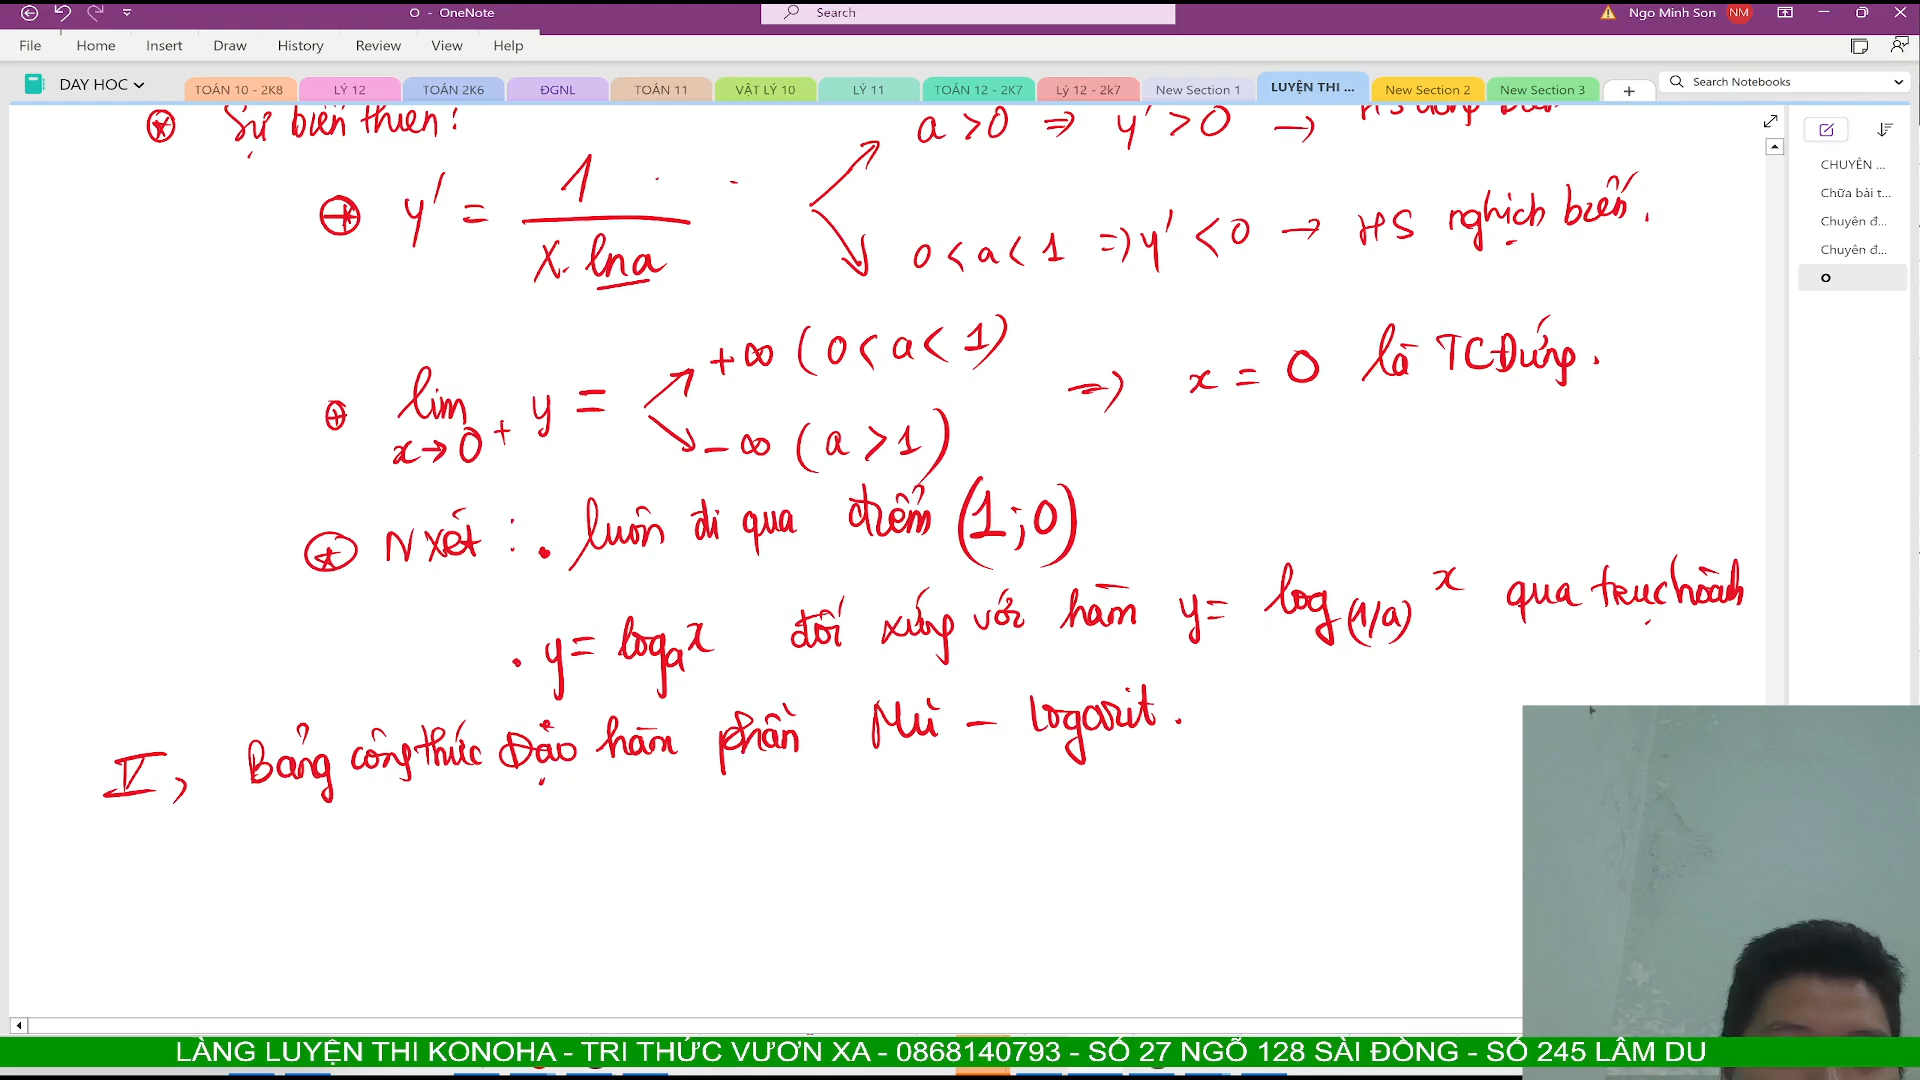 O - OneNote
Search
Ngo Minh Son
NM
File Home Insert Draw History Review View Help
DAY HOC
TOÁN 10 - 2K8
LÝ 12
TOÁN 2K6
ĐGNL
TOÁN 11
VẬT LÝ 10
LÝ 11
TOÁN 12 - 2K7
Lý 12 - 2k7
New Section 1
LUYỆN THI ...
New Section 2
New Section 3
+
Search Notebooks
CHUYÊN ...
Chữa bài t...
Chuyên đ...
Chuyên đ...
O
Sự biến thiên :
a > 0 ⇒ y' > 0 →
y' = 1 / x. lna
0 < a < 1 ⇒ y' < 0 → HS nghịch biến.
lim x→0+ y =
+∞ (0 < a < 1)
-∞ (a > 1)
⇒ x = 0 là TCĐứng.
N xét : . luôn đi qua điểm (1;0)
. y = logₐx đối xứng với hàm y = log(1/a) x qua trục hoành
V, Bảng công thức Đạo hàm phần Mũ - Logarit.
LÀNG LUYỆN THI KONOHA - TRI THỨC VƯƠN XA - 0868140793 - SỐ 27 NGÕ 128 SÀI ĐỒNG - SỐ 245 LÂM DU